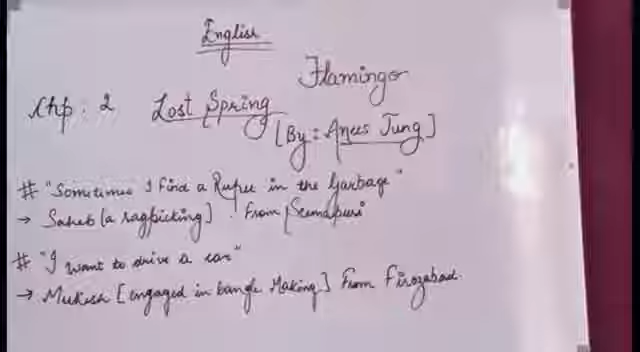 English
Flamingo
Chp: 2 Lost Spring
[By: Anees Jung]
# "Sometimes I find a Rupee in the Garbage"
→ Saheb [a ragpicking] . From Seemapuri
# "I want to drive a car"
→ Mukesh [engaged in bangle Making] From Firozabad